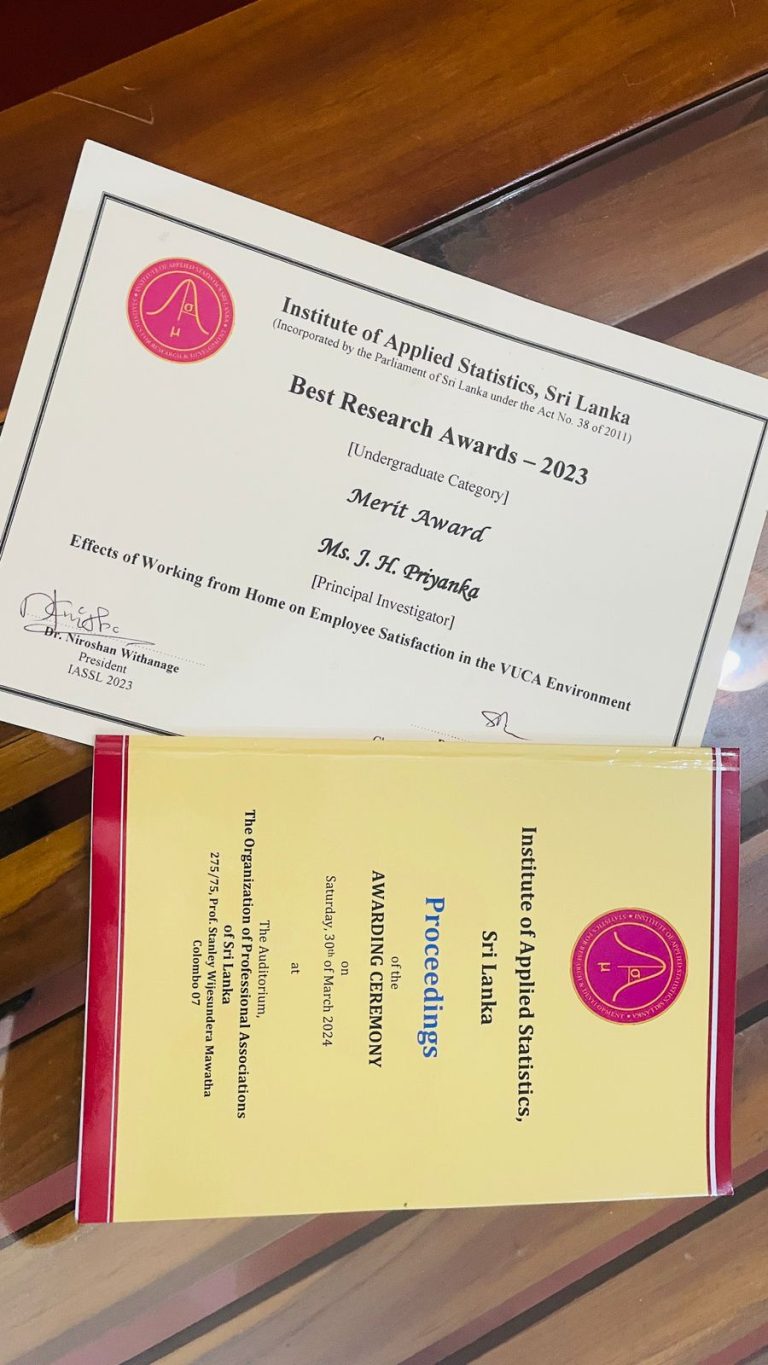 Institute of Applied Statistics, Sri Lanka
(Incorporated by the Parliament of Sri Lanka under the Act No. 38 of 2011)
Best Research Awards – 2023
[Undergraduate Category]
Merit Award
Ms. J. H. Priyanka
[Principal Investigator]
Effects of Working from Home on Employee Satisfaction in the VUCA Environment
Dr. Niroshan Withanage
President
IASSL 2023
σ
μ
Institute of Applied Statistics,
Sri Lanka
Proceedings
of the
AWARDING CEREMONY
on
Saturday, 30th of March 2024
at
The Auditorium,
The Organization of Professional Associations
of Sri Lanka
275/75, Prof. Stanley Wijesundera Mawatha
Colombo 07
σ
μ